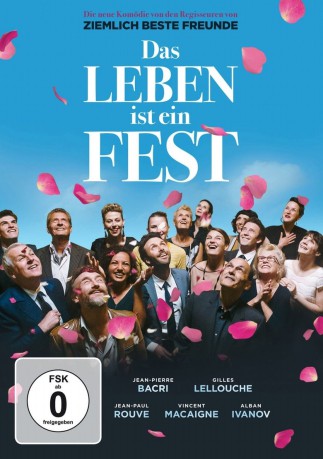 Die neue Komödie von den Regisseuren von
ZIEMLICH BESTE FREUNDE
Das
LEBEN
ist ein
FEST
JEAN-PIERRE
BACRI
GILLES
LELLOUCHE
JEAN-PAUL
ROUVE
VINCENT
MACAIGNE
ALBAN
IVANOV
FSK
ab
0
freigegeben